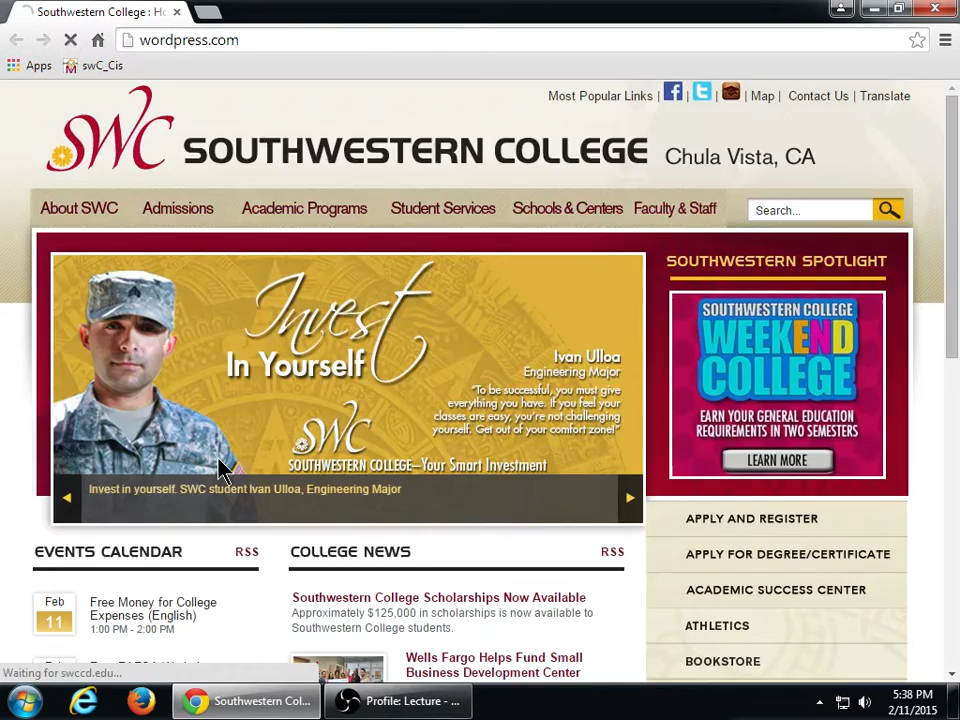 Southwestern College : Ho
wordpress.com
Apps swC_Cis
Most Popular Links | | | | Map | Contact Us | Translate
SWC SOUTHWESTERN COLLEGE Chula Vista, CA
About SWC Admissions Academic Programs Student Services Schools & Centers Faculty & Staff Search...
SOUTHWESTERN SPOTLIGHT
Invest
In Yourself
Ivan Ulloa
Engineering Major
"To be successful, you must give
everything you have. If you feel your
classes are easy, you're not challenging
yourself. Get out of your comfort zone!"
SWC
SOUTHWESTERN COLLEGE–Your Smart Investment
Invest in yourself. SWC student Ivan Ulloa, Engineering Major
SOUTHWESTERN COLLEGE
WEEKEND
COLLEGE
EARN YOUR GENERAL EDUCATION
REQUIREMENTS IN TWO SEMESTERS
LEARN MORE
EVENTS CALENDAR RSS
Feb
11
Free Money for College
Expenses (English)
1:00 PM - 2:00 PM
COLLEGE NEWS RSS
Southwestern College Scholarships Now Available
Approximately $125,000 in scholarships is now available to
Southwestern College students.
Wells Fargo Helps Fund Small
Business Development Center
APPLY AND REGISTER
APPLY FOR DEGREE/CERTIFICATE
ACADEMIC SUCCESS CENTER
ATHLETICS
BOOKSTORE
Waiting for swccd.edu...
Southwestern Col... Profile: Lecture - ...
5:38 PM
2/11/2015